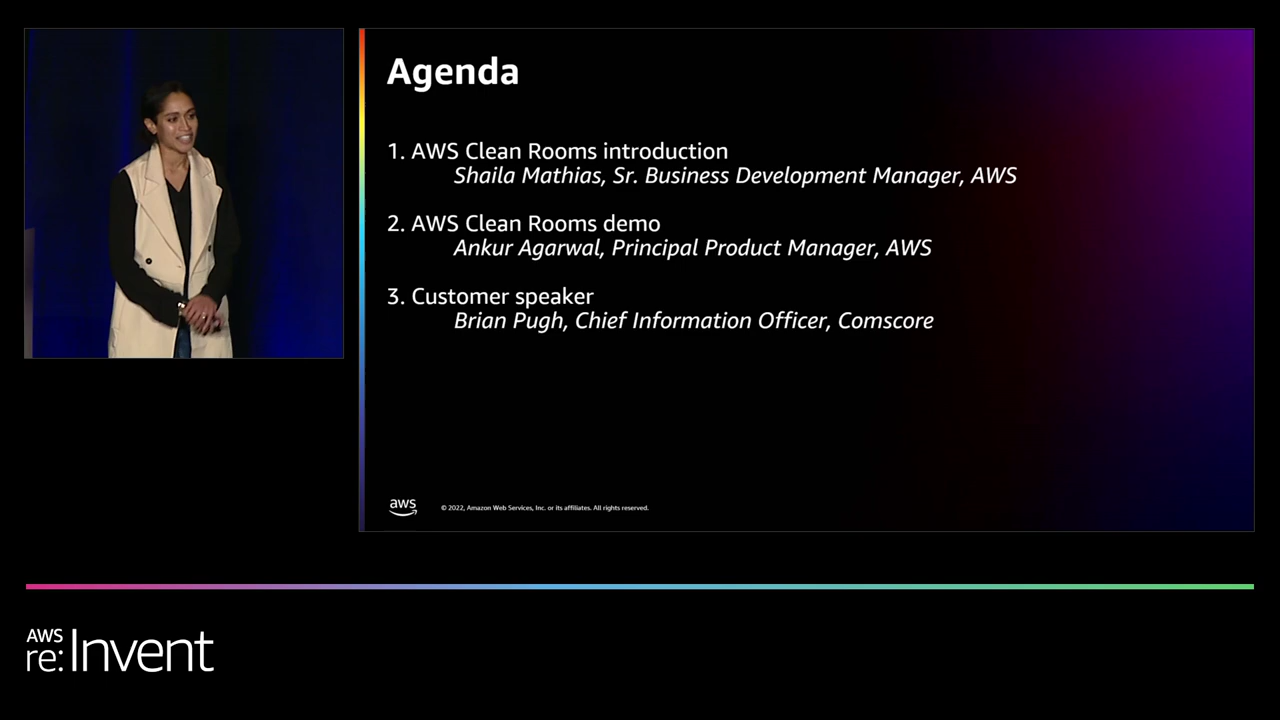 Agenda
1. AWS Clean Rooms introduction
Shaila Mathias, Sr. Business Development Manager, AWS
2. AWS Clean Rooms demo
Ankur Agarwal, Principal Product Manager, AWS
3. Customer speaker
Brian Pugh, Chief Information Officer, Comscore
aws
© 2022, Amazon Web Services, Inc. or its affiliates. All rights reserved.
AWS
re:Invent